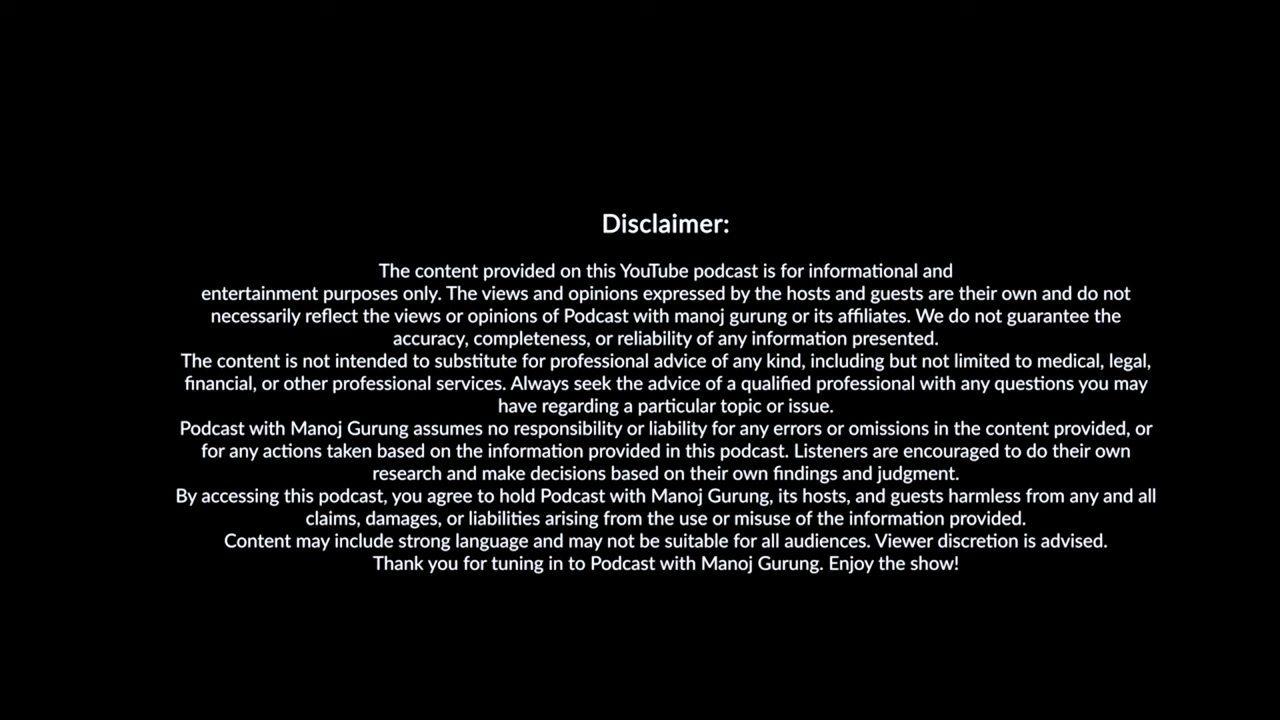 Disclaimer:
The content provided on this YouTube podcast is for informational and
entertainment purposes only. The views and opinions expressed by the hosts and guests are their own and do not
necessarily reflect the views or opinions of Podcast with manoj gurung or its affiliates. We do not guarantee the
accuracy, completeness, or reliability of any information presented.
The content is not intended to substitute for professional advice of any kind, including but not limited to medical, legal,
financial, or other professional services. Always seek the advice of a qualified professional with any questions you may
have regarding a particular topic or issue.
Podcast with Manoj Gurung assumes no responsibility or liability for any errors or omissions in the content provided, or
for any actions taken based on the information provided in this podcast. Listeners are encouraged to do their own
research and make decisions based on their own findings and judgment.
By accessing this podcast, you agree to hold Podcast with Manoj Gurung, its hosts, and guests harmless from any and all
claims, damages, or liabilities arising from the use or misuse of the information provided.
Content may include strong language and may not be suitable for all audiences. Viewer discretion is advised.
Thank you for tuning in to Podcast with Manoj Gurung. Enjoy the show!